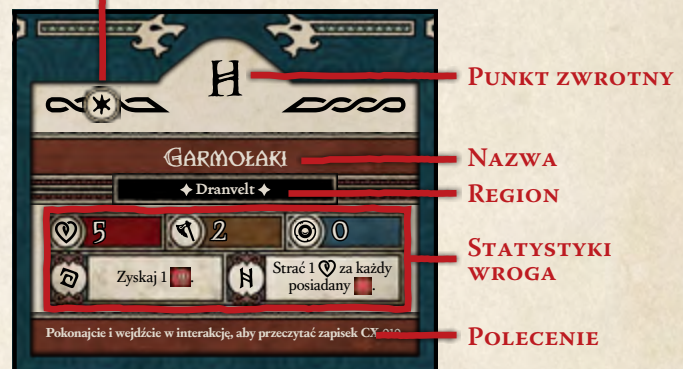 PUNKT ZWROTNY
GARMOŁAKI
NAZWA
Dranvelt
REGION
5 2 0
STATYSTYKI
WROGA
Zyskaj 1 .
Strać 1 za każdy
posiadany .
Pokonajcie i wejdźcie w interakcję, aby przeczytać zapisek CX
POLECENIE